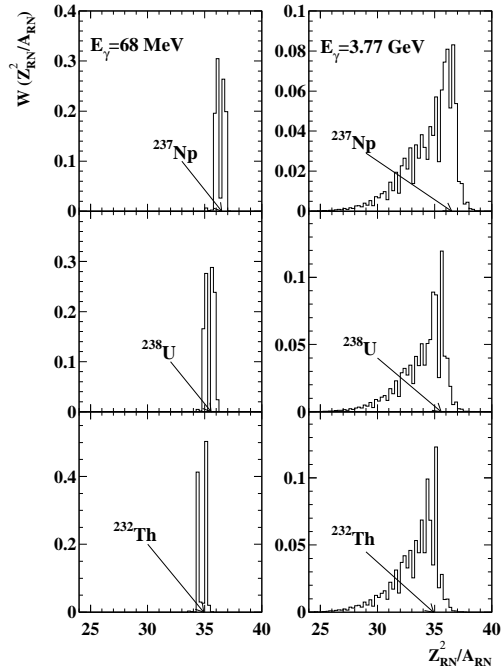 W (Z²RN/ARN)
Eγ=68 MeV
Eγ=3.77 GeV
0.4
0.3
0.2
0.1
0
²³⁷Np
0.1
0.08
0.06
0.04
0.02
0
²³⁷Np
0.3
0.2
0.1
0
²³⁸U
0.1
0.05
0
²³⁸U
0.4
0.2
0
²³²Th
0.15
0.1
0.05
0
²³²Th
25 30 35 40
25 30 35 40
Z²RN/ARN